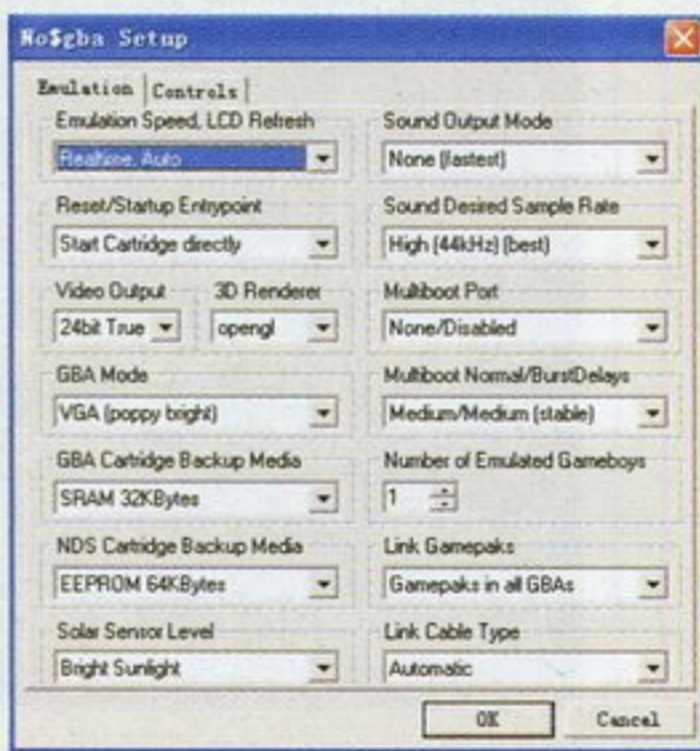 No$gba Setup
Emulation
Controls
Emulation Speed, LCD Refresh
Realtime, Auto
Reset/Startup Entrypoint
Start Cartridge directly
Video Output
24bit True
3D Renderer
opengl
GBA Mode
VGA (poppy bright)
GBA Cartridge Backup Media
SRAM 32KBytes
NDS Cartridge Backup Media
EEPROM 64KBytes
Solar Sensor Level
Bright Sunlight
Sound Output Mode
None (fastest)
Sound Desired Sample Rate
High (44kHz) (best)
Multiboot Port
None/Disabled
Multiboot Normal/BurstDelays
Medium/Medium (stable)
Number of Emulated Gameboys
1
Link Gamepaks
Gamepaks in all GBAs
Link Cable Type
Automatic
OK
Cancel